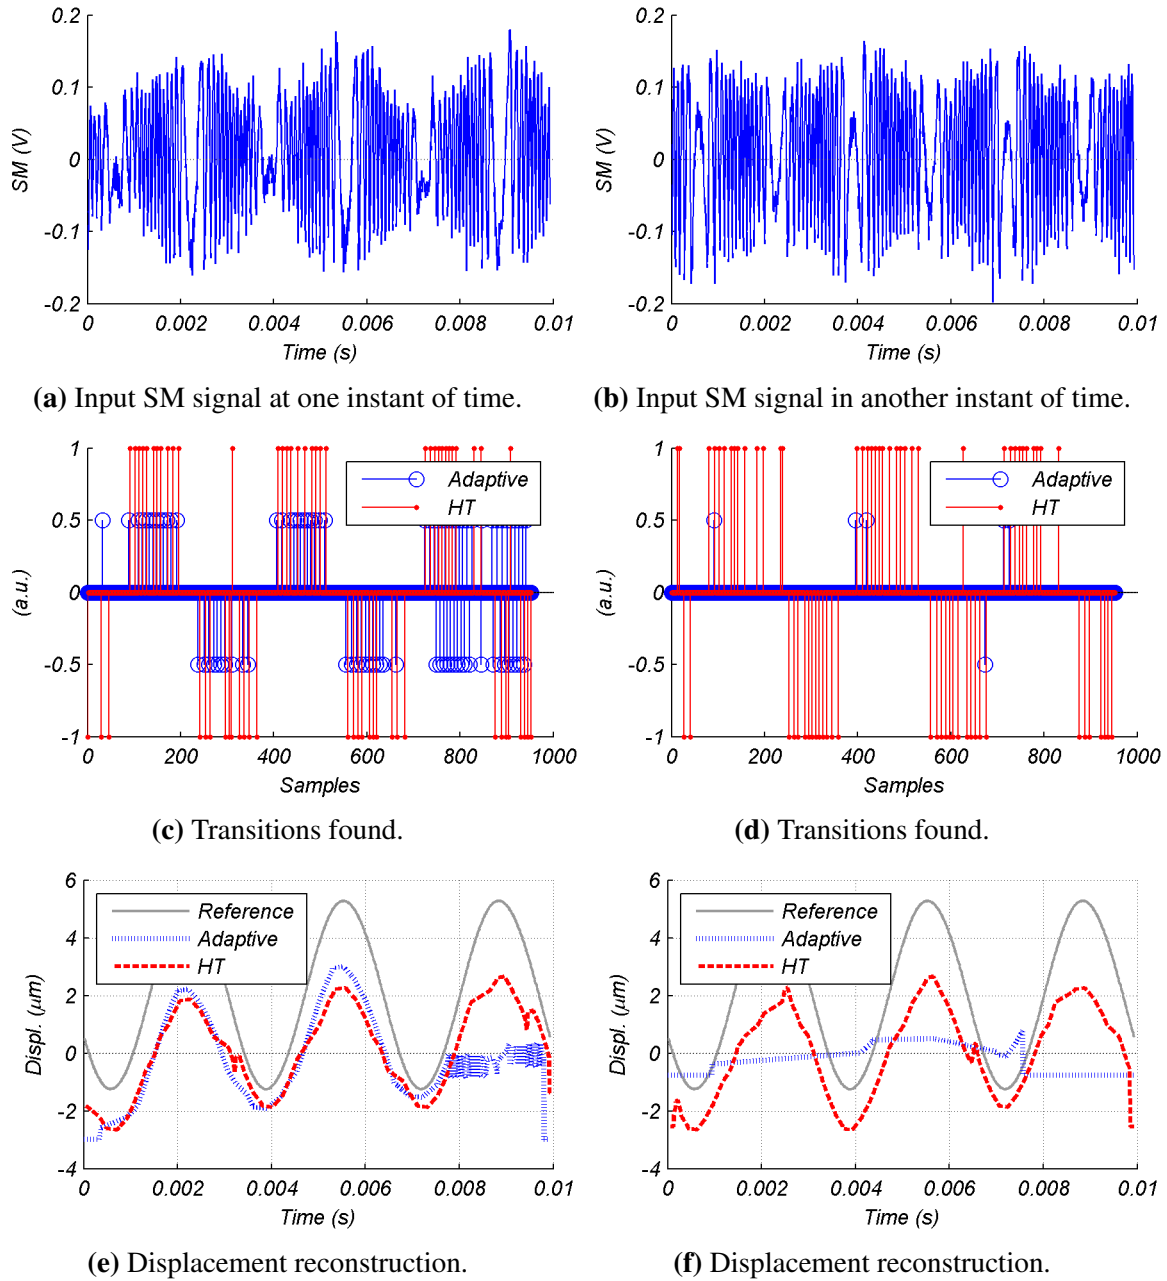 0.2
0.1
0
-0.1
-0.2
SM (V)
0 0.002 0.004 0.006 0.008 0.01
Time (s)
(a) Input SM signal at one instant of time.
0.2
0.1
0
-0.1
-0.2
SM (V)
0 0.002 0.004 0.006 0.008 0.01
Time (s)
(b) Input SM signal in another instant of time.
1
0.5
0
-0.5
-1
(a.u.)
Adaptive
HT
0 200 400 600 800 1000
Samples
(c) Transitions found.
1
0.5
0
-0.5
-1
(a.u.)
Adaptive
HT
0 200 400 600 800 1000
Samples
(d) Transitions found.
6
4
2
0
-2
-4
Displ. (µm)
Reference
Adaptive
HT
0 0.002 0.004 0.006 0.008 0.01
Time (s)
(e) Displacement reconstruction.
6
4
2
0
-2
-4
Displ. (µm)
Reference
Adaptive
HT
0 0.002 0.004 0.006 0.008 0.01
Time (s)
(f) Displacement reconstruction.